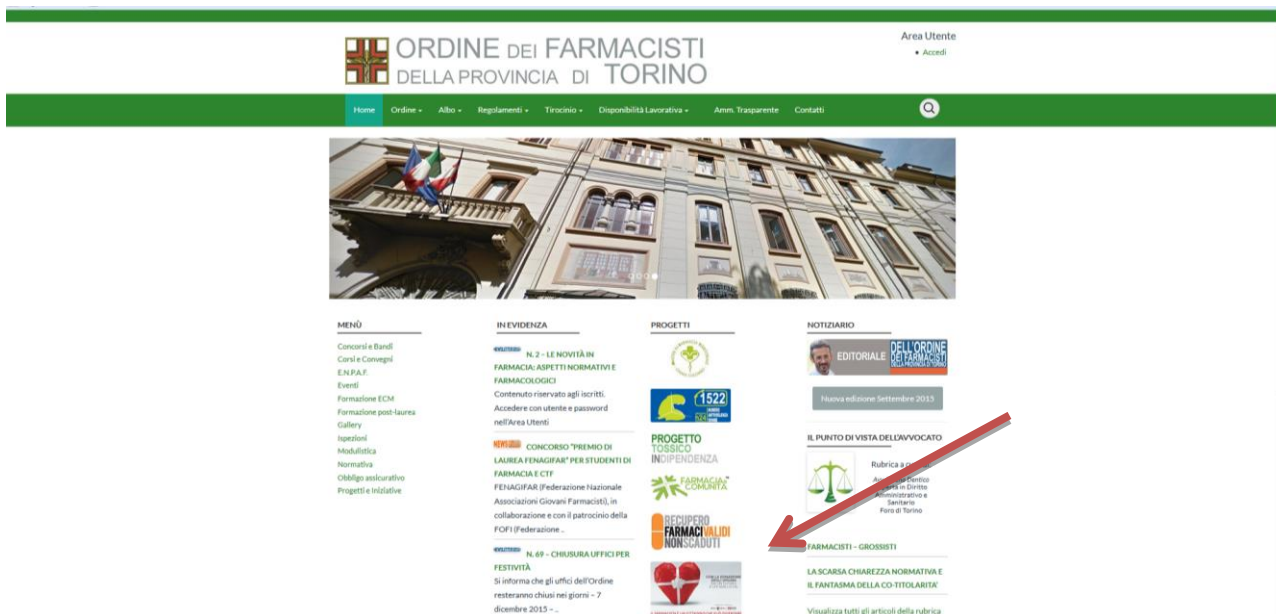 Area Utente
Accedi
ORDINE DEI FARMACISTI
DELLA PROVINCIA DI TORINO
Home Ordine Albo Regolamenti Tirocinio Disponibilità Lavorativa Amm. Trasparente Contatti
MENÙ
Concorsi e Bandi
Corsi e Convegni
E.N.P.A.F.
Eventi
Formazione ECM
Formazione post-laurea
Gallery
Ispezioni
Modulistica
Normativa
Obbligo assicurativo
Progetti e Iniziative
IN EVIDENZA
N. 2 – LE NOVITÀ IN
FARMACIA: ASPETTI NORMATIVI E
FARMACOLOGICI
Contenuto riservato agli iscritti.
Accedere con utente e password
nell'Area Utenti
CONCORSO "PREMIO DI
LAUREA FENAGIFAR" PER STUDENTI DI
FARMACIA E CTF
FENAGIFAR (Federazione Nazionale
Associazioni Giovani Farmacisti), in
collaborazione e con il patrocinio della
FOFI (Federazione ..
N. 69 – CHIUSURA UFFICI PER
FESTIVITÀ
Si informa che gli uffici dell'Ordine
resteranno chiusi nei giorni – 7
dicembre 2015 – ..
PROGETTI
1522
PROGETTO
TOSSICO
INDIPENDENZA
FARMACIA
COMUNITÀ
RECUPERO
FARMACIVALIDI
NONSCADUTI
NOTIZIARIO
EDITORIALE DELL'ORDINE
DEI FARMACISTI
DELLA PROVINCIA DI TORINO
Nuova edizione Settembre 2015
IL PUNTO DI VISTA DELL'AVVOCATO
Rubrica a
in Diritto
Amministrativo e
Sanitario
Foro di Torino
FARMACISTI – GROSSISTI
LA SCARSA CHIAREZZA NORMATIVA E
IL FANTASMA DELLA CO-TITOLARITA'
Visualizza tutti gli articoli della rubrica